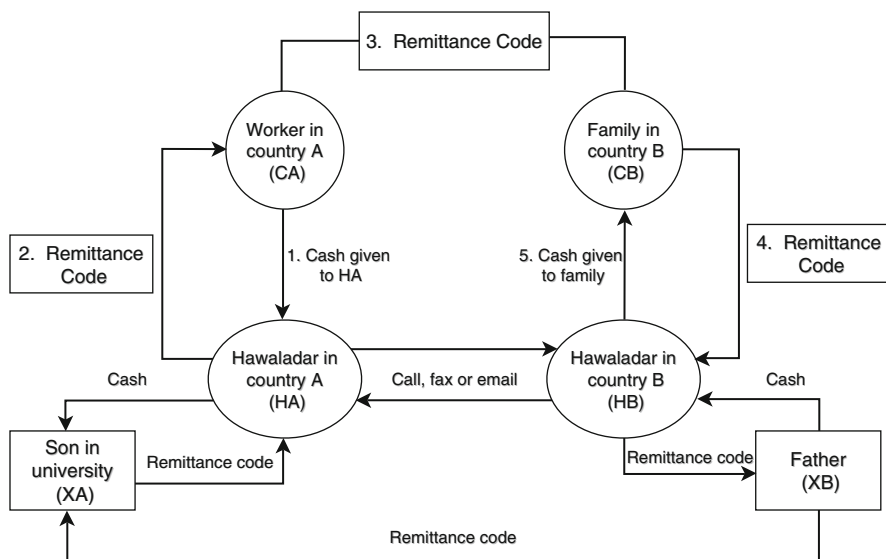 3. Remittance Code
Worker in
country A
(CA)
Family in
country B
(CB)
2. Remittance
Code
1. Cash given
to HA
5. Cash given
to family
4. Remittance
Code
Hawaladar in
country A
(HA)
Call, fax or email
Hawaladar in
country B
(HB)
Cash
Cash
Son in
university
(XA)
Remittance code
Remittance code
Father
(XB)
Remittance code